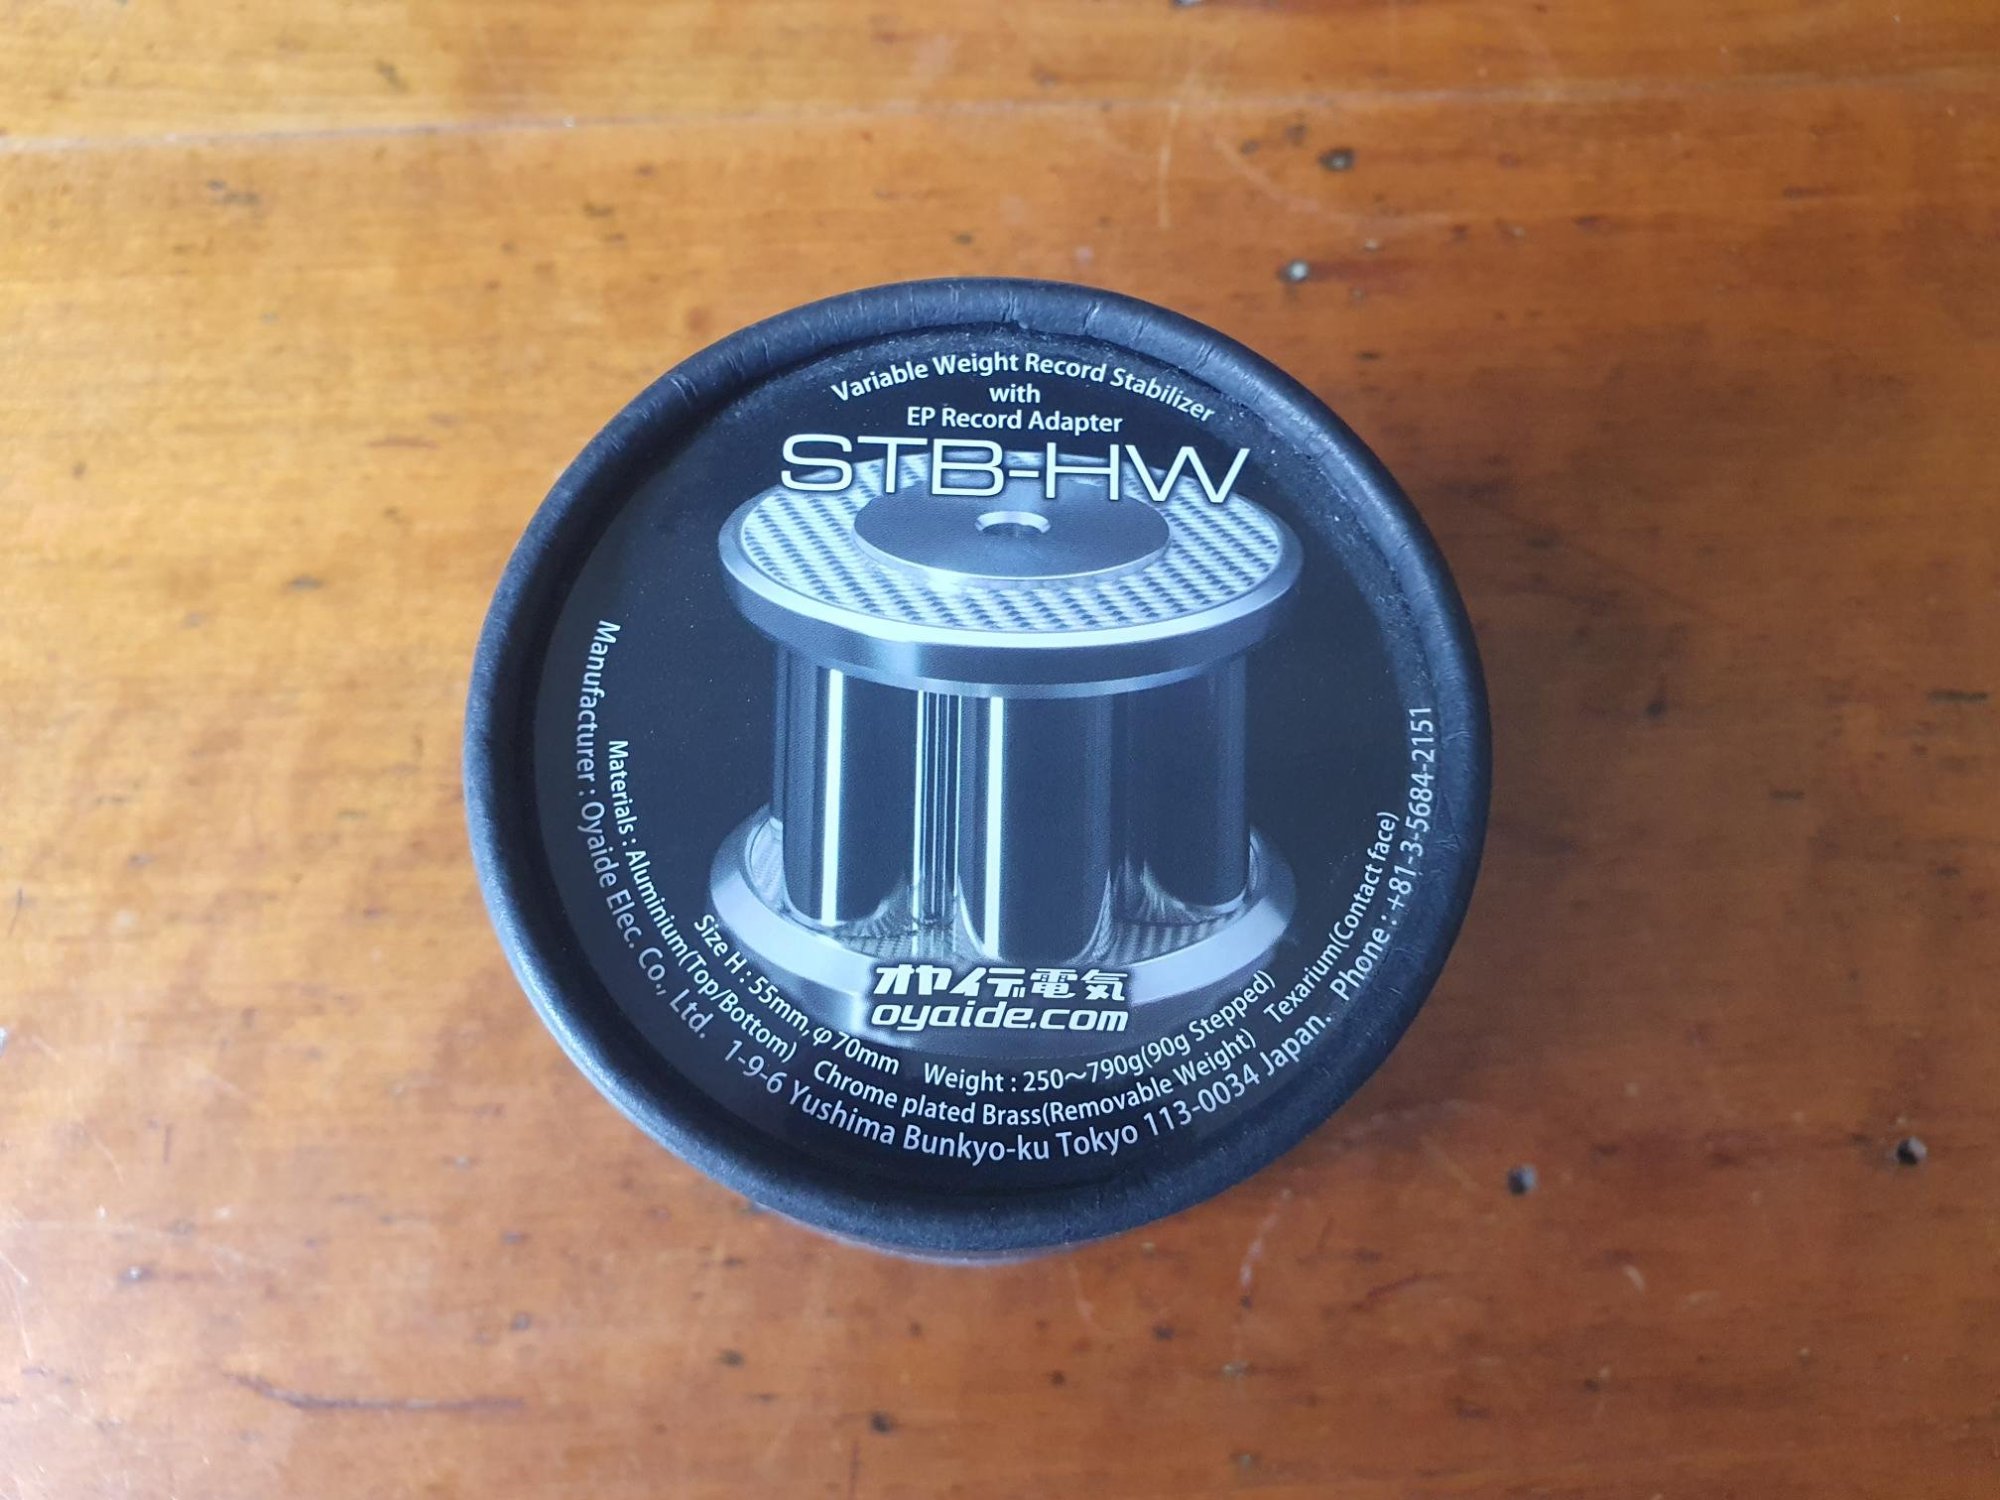 Variable Weight Record Stabilizer
with
EP Record Adapter
STB-HW
オヤイデ電気
oyaide.com
Size H : 55mm, φ70mm Weight : 250～790g(90g Stepped)
Materials : Aluminium(Top/Bottom) Chrome plated Brass(Removable Weight) Texarium(Contact face)
Manufacturer : Oyaide Elec. Co., Ltd. 1-9-6 Yushima Bunkyo-ku Tokyo 113-0034 Japan. Phone : +81-3-5684-2151